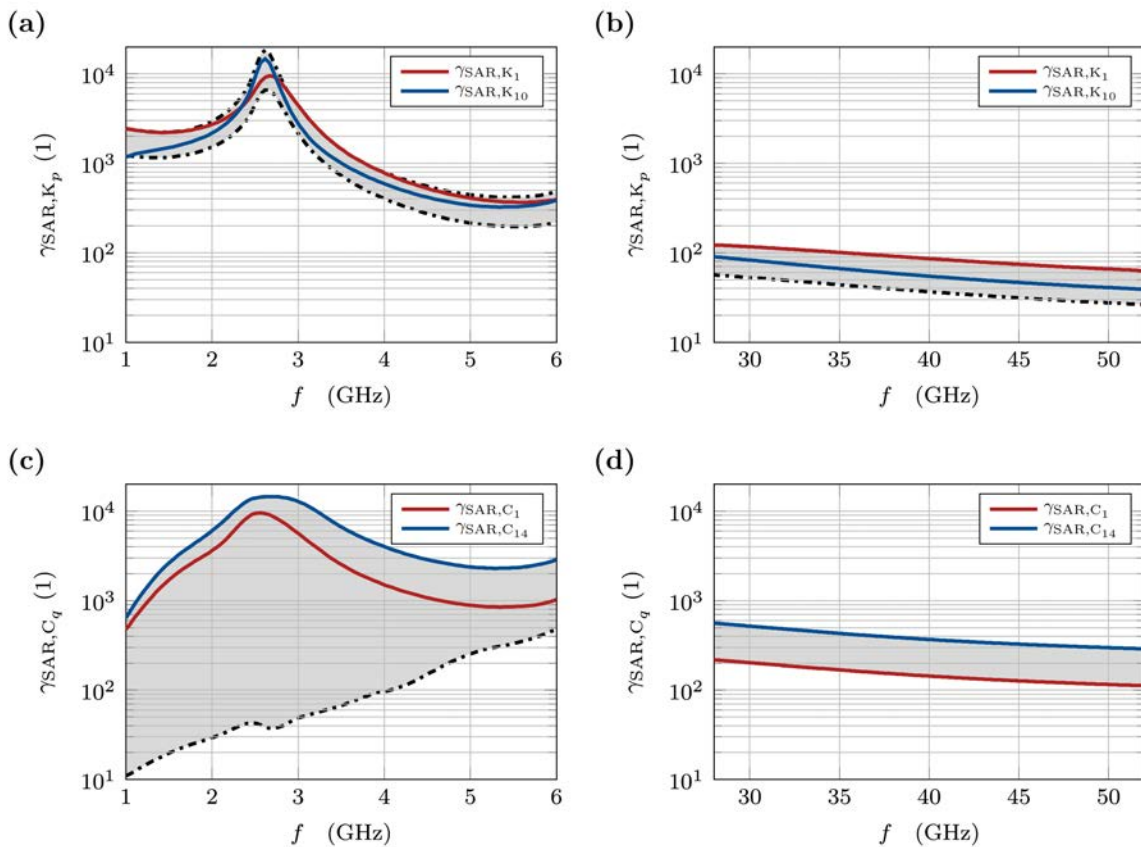 (a)
γSAR,Kp (1)
10^4
10^3
10^2
10^1
γSAR,K1
γSAR,K10
1 2 3 4 5 6
f (GHz)
(b)
γSAR,Kp (1)
10^4
10^3
10^2
10^1
γSAR,K1
γSAR,K10
30 35 40 45 50
f (GHz)
(c)
γSAR,Cq (1)
10^4
10^3
10^2
10^1
γSAR,C1
γSAR,C14
1 2 3 4 5 6
f (GHz)
(d)
γSAR,Cq (1)
10^4
10^3
10^2
10^1
γSAR,C1
γSAR,C14
30 35 40 45 50
f (GHz)